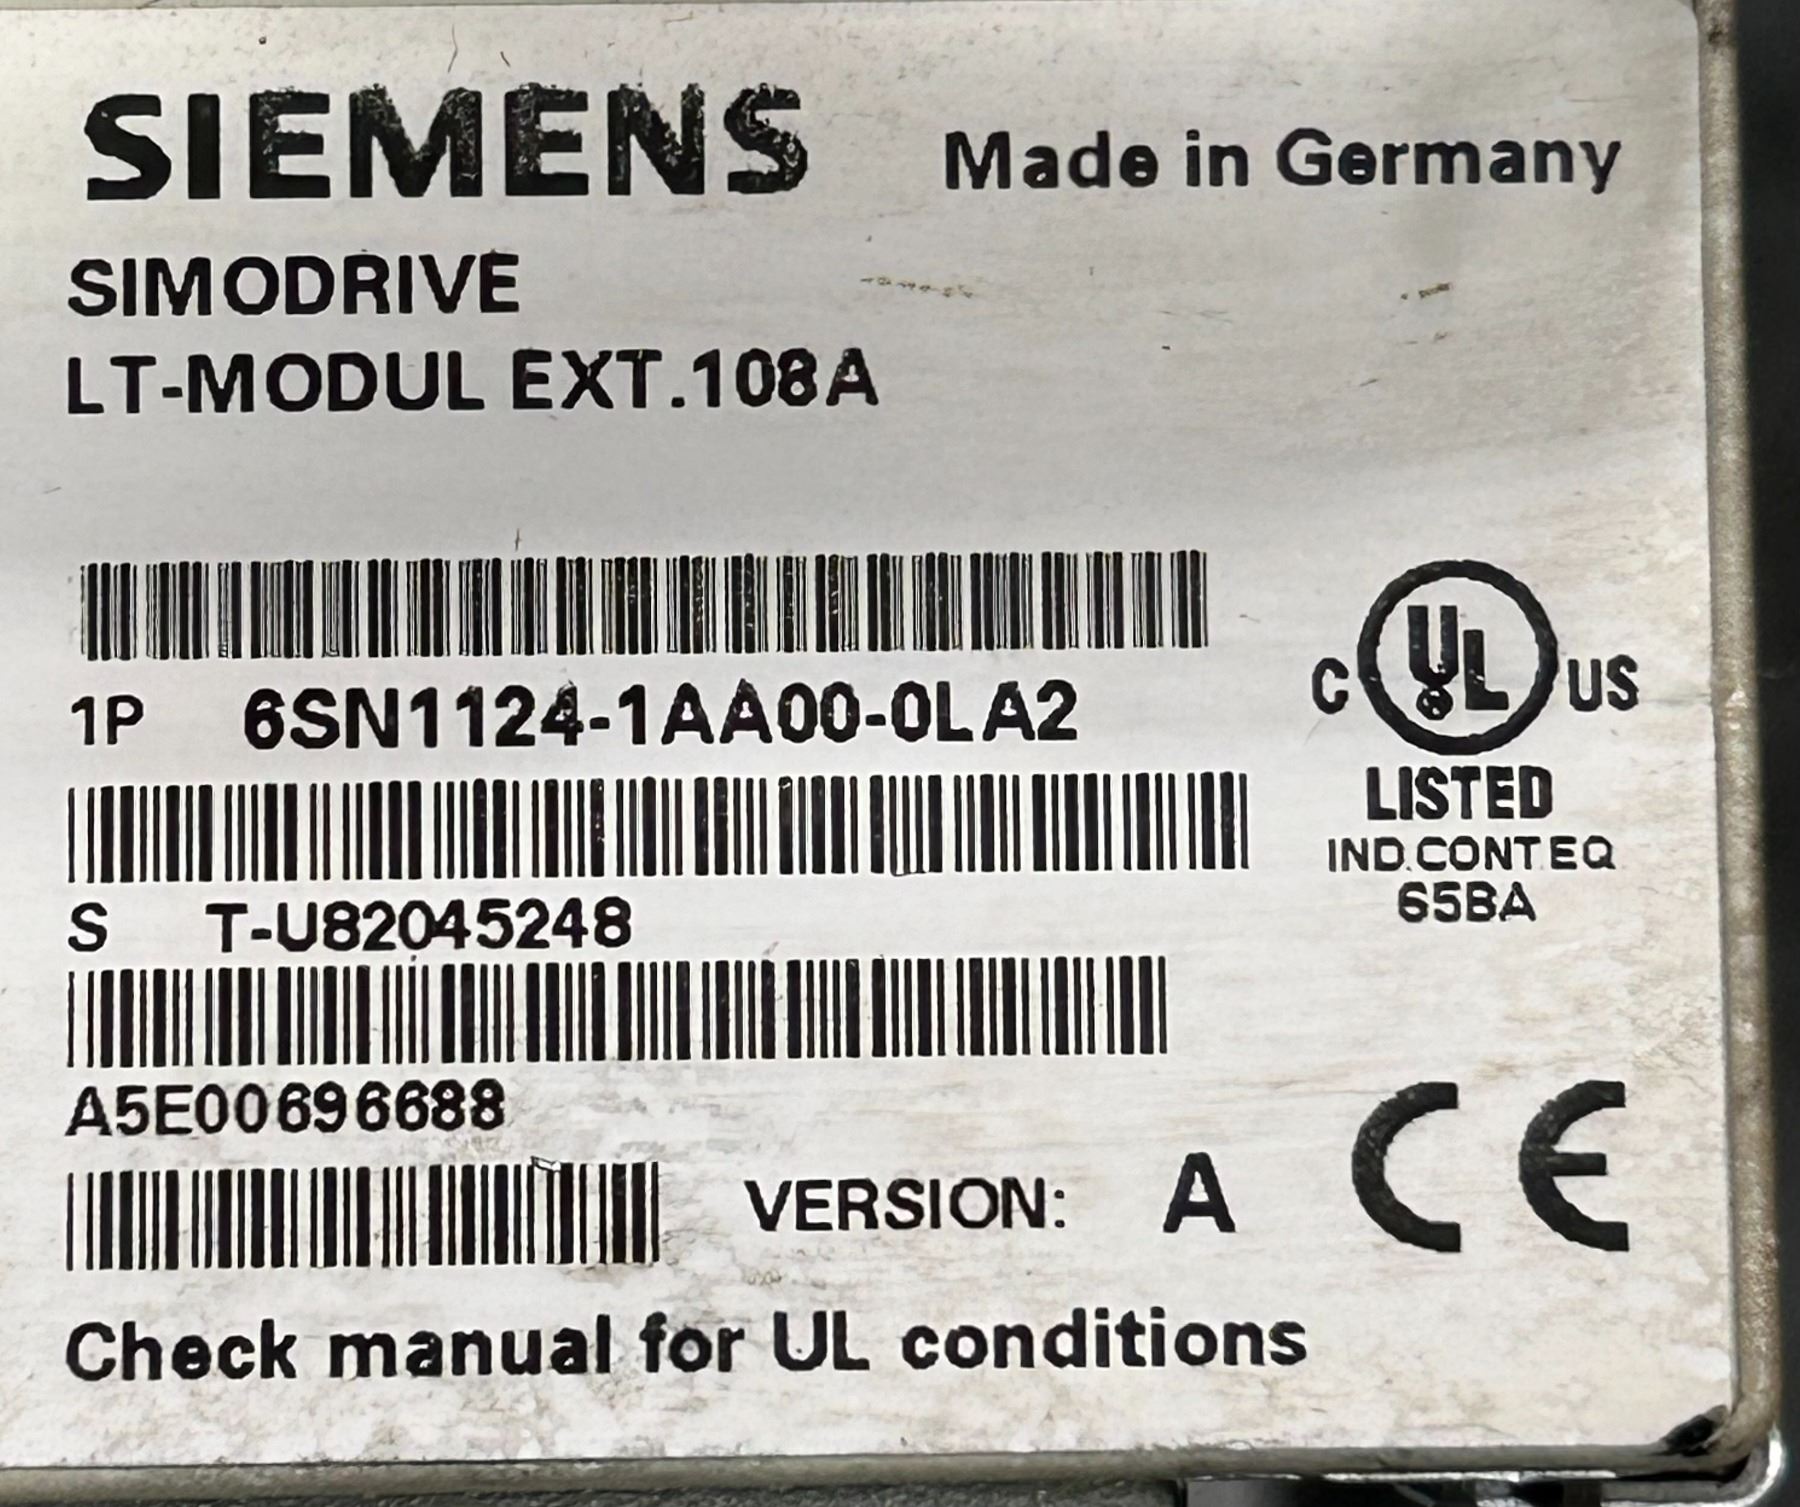 SIEMENS Made in Germany
SIMODRIVE
LT-MODUL EXT.108A
1P 6SN1124-1AA00-0LA2
C UL US
LISTED
IND.CONT.EQ
65BA
S T-U82045248
A5E00696688
VERSION: A CE
Check manual for UL conditions